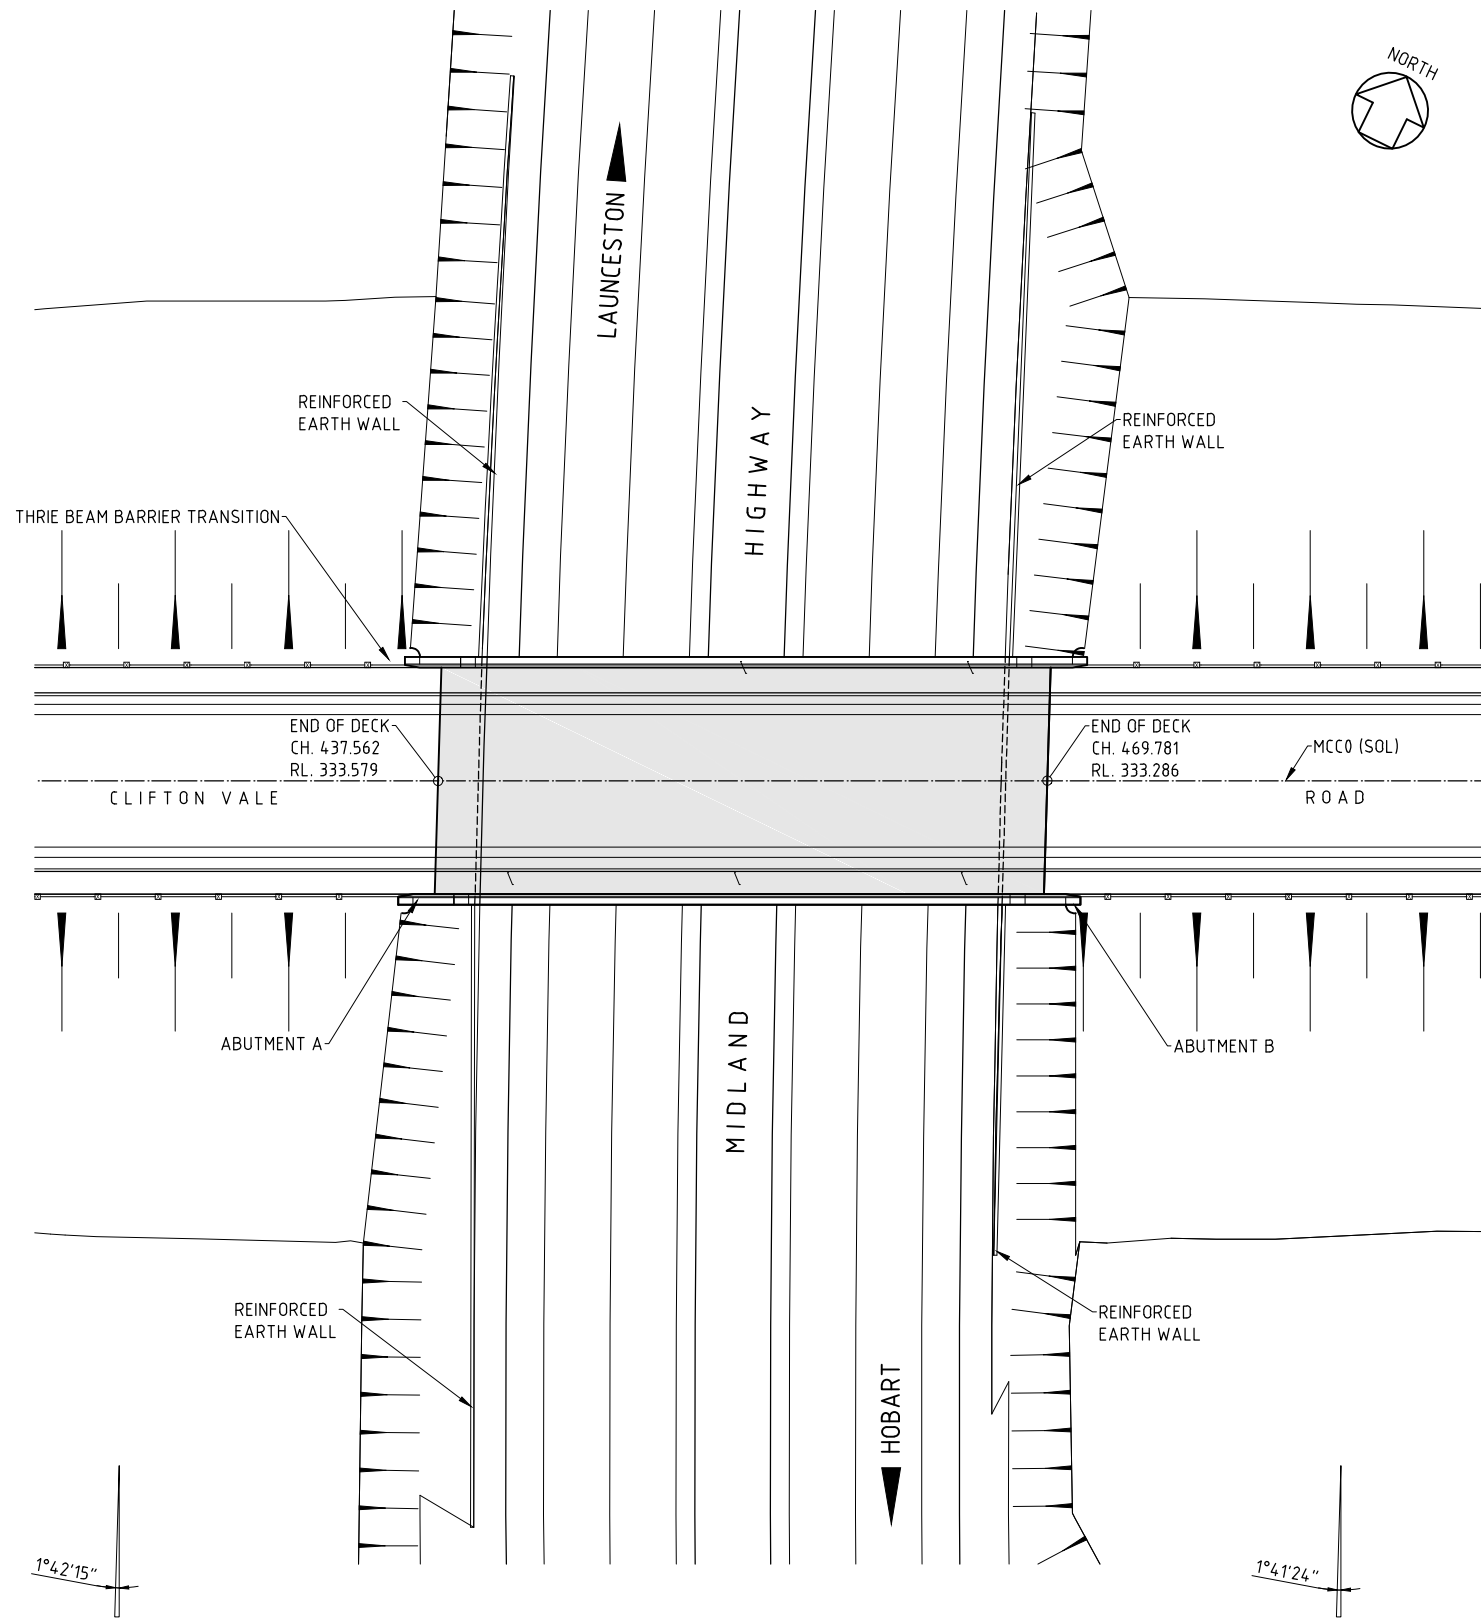 NORTH
LAUNCESTON
REINFORCED
EARTH WALL
HIGHWAY
REINFORCED
EARTH WALL
THRIE BEAM BARRIER TRANSITION
END OF DECK
CH. 437.562
RL. 333.579
END OF DECK
CH. 469.781
RL. 333.286
MCC0 (SOL)
CLIFTON VALE
ROAD
ABUTMENT A
MIDLAND
ABUTMENT B
REINFORCED
EARTH WALL
REINFORCED
EARTH WALL
HOBART
1°42'15"
1°41'24"